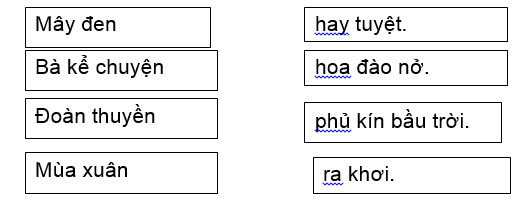 Mây đen
hay tuyệt.
Bà kể chuyện
hoa đào nở.
Đoàn thuyền
phủ kín bầu trời.
Mùa xuân
ra khơi.